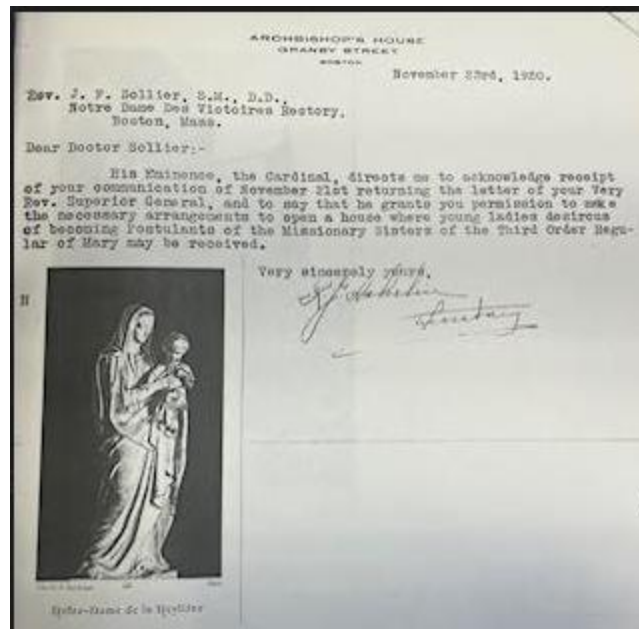 ARCHBISHOP'S HOUSE
GRANBY STREET
BOSTON
November 23rd, 1920.
Rev. J. F. Sollier, S.M., D.D.,
Notre Dame Des Victoires Rectory,
Boston, Mass.
Dear Doctor Sollier:-
His Eminence, the Cardinal, directs me to acknowledge receipt
of your communication of November 21st returning the letter of your Very
Rev. Superior General, and to say that he grants you permission to make
the necessary arrangements to open a house where young ladies desirous
of becoming Postulants of the Missionary Sisters of the Third Order Regu-
lar of Mary may be received.
Very sincerely yours,
Secretary
Notre-Dame de la